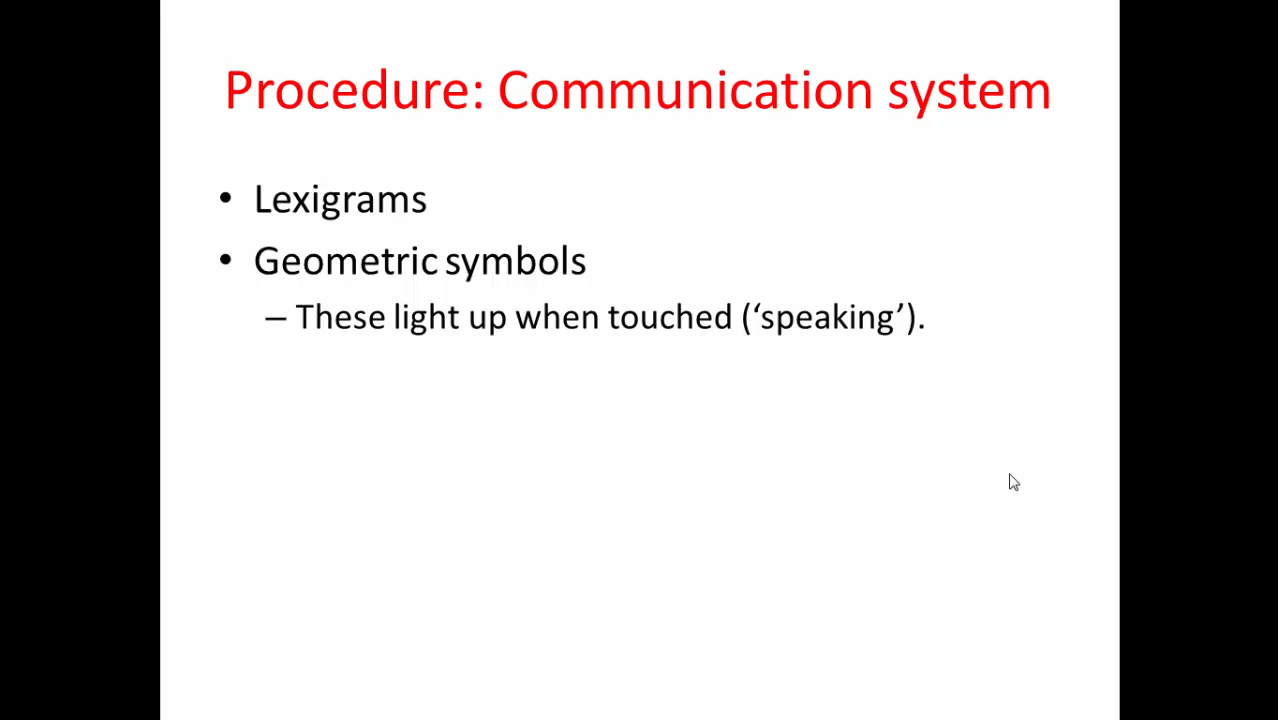 Procedure: Communication system
• Lexigrams
• Geometric symbols
– These light up when touched (‘speaking’).